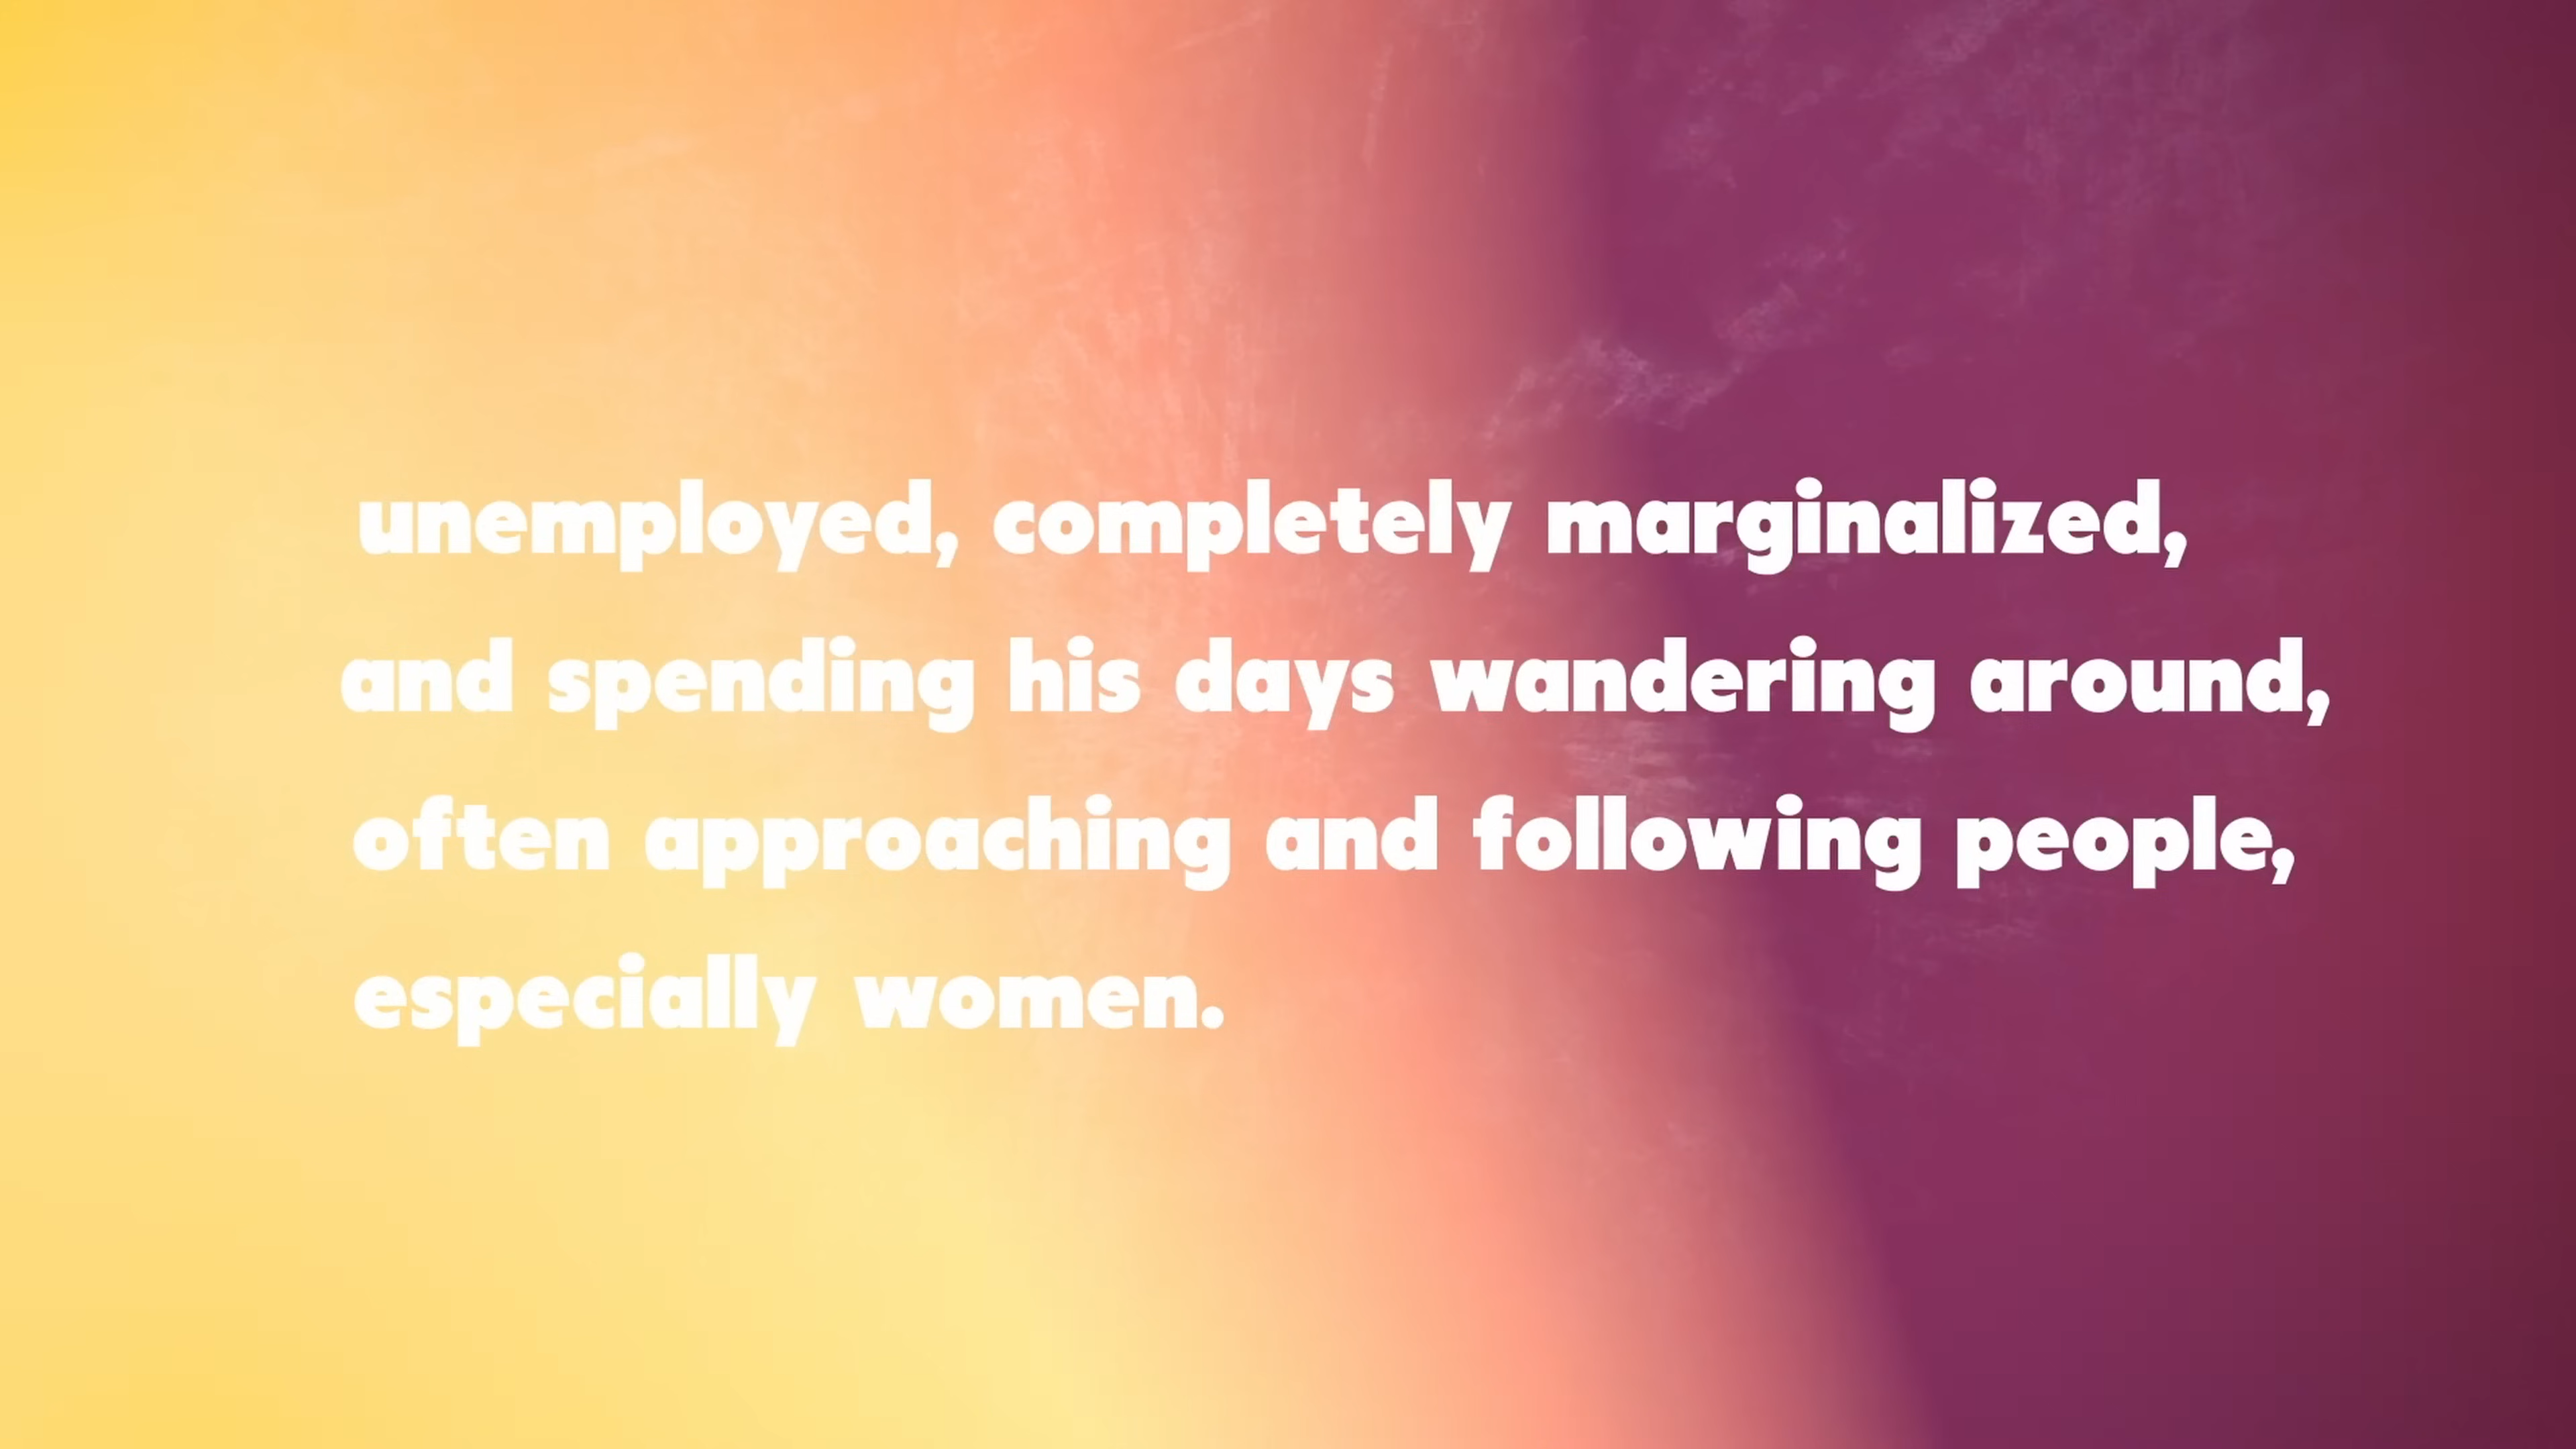 unemployed, completely marginalized,
and spending his days wandering around,
often approaching and following people,
especially women.